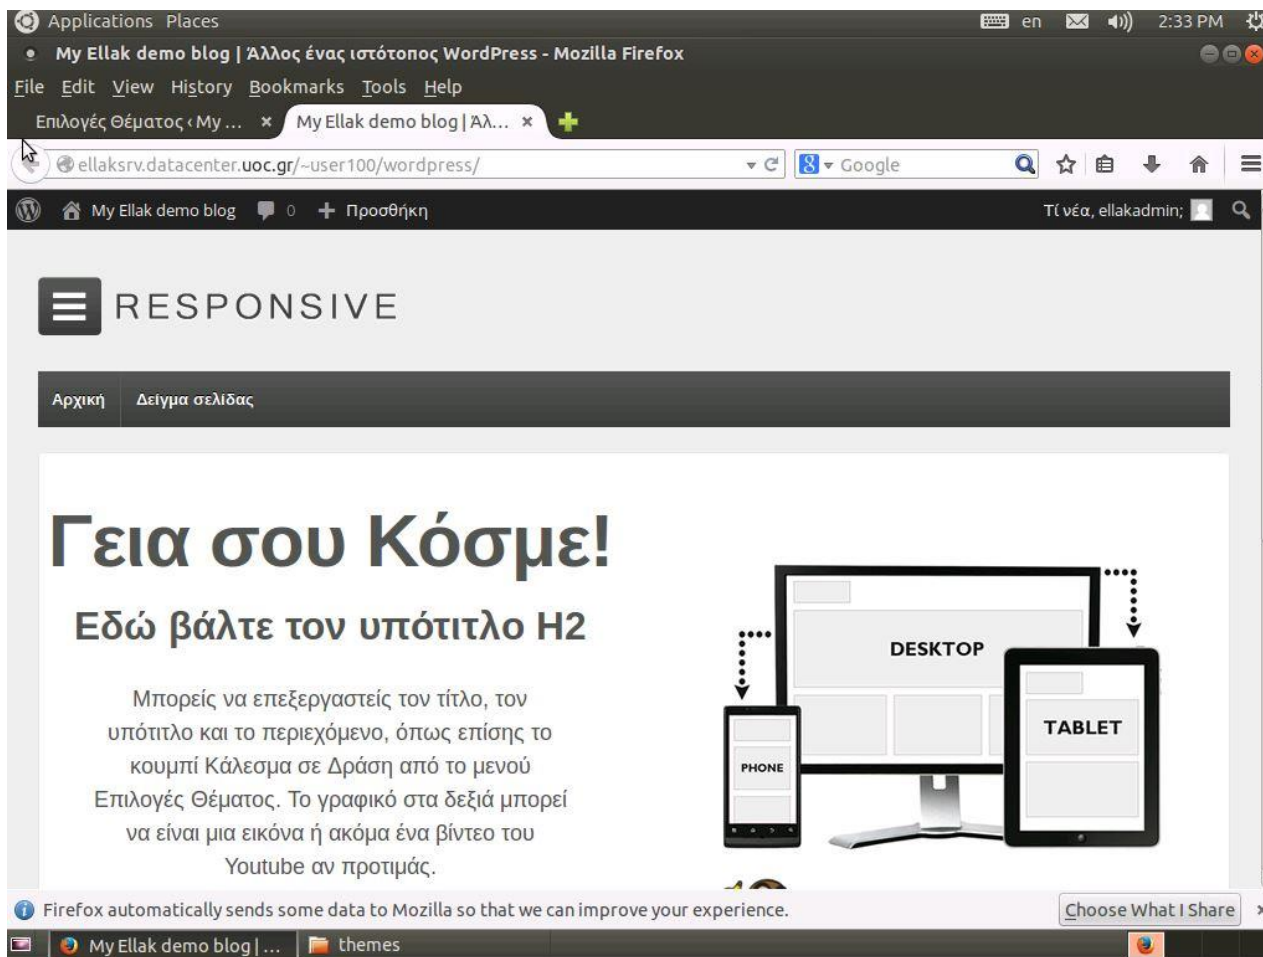 Applications Places en 2:33 PM
My Ellak demo blog | Άλλος ένας ιστότοπος WordPress - Mozilla Firefox
File Edit View History Bookmarks Tools Help
Επιλογές Θέματος ‹ My ... × My Ellak demo blog | Άλ... ×
ellaksrv.datacenter.uoc.gr/~user100/wordpress/ Google
My Ellak demo blog 0 + Προσθήκη Τί νέα, ellakadmin;
RESPONSIVE
Αρχική Δείγμα σελίδας
Γεια σου Κόσμε!
Εδώ βάλτε τον υπότιτλο H2
Μπορείς να επεξεργαστείς τον τίτλο, τον
υπότιτλο και το περιεχόμενο, όπως επίσης το
κουμπί Κάλεσμα σε Δράση από το μενού
Επιλογές Θέματος. Το γραφικό στα δεξιά μπορεί
να είναι μια εικόνα ή ακόμα ένα βίντεο του
Youtube αν προτιμάς.
DESKTOP
TABLET
PHONE
Firefox automatically sends some data to Mozilla so that we can improve your experience. Choose What I Share ×
My Ellak demo blog | ... themes